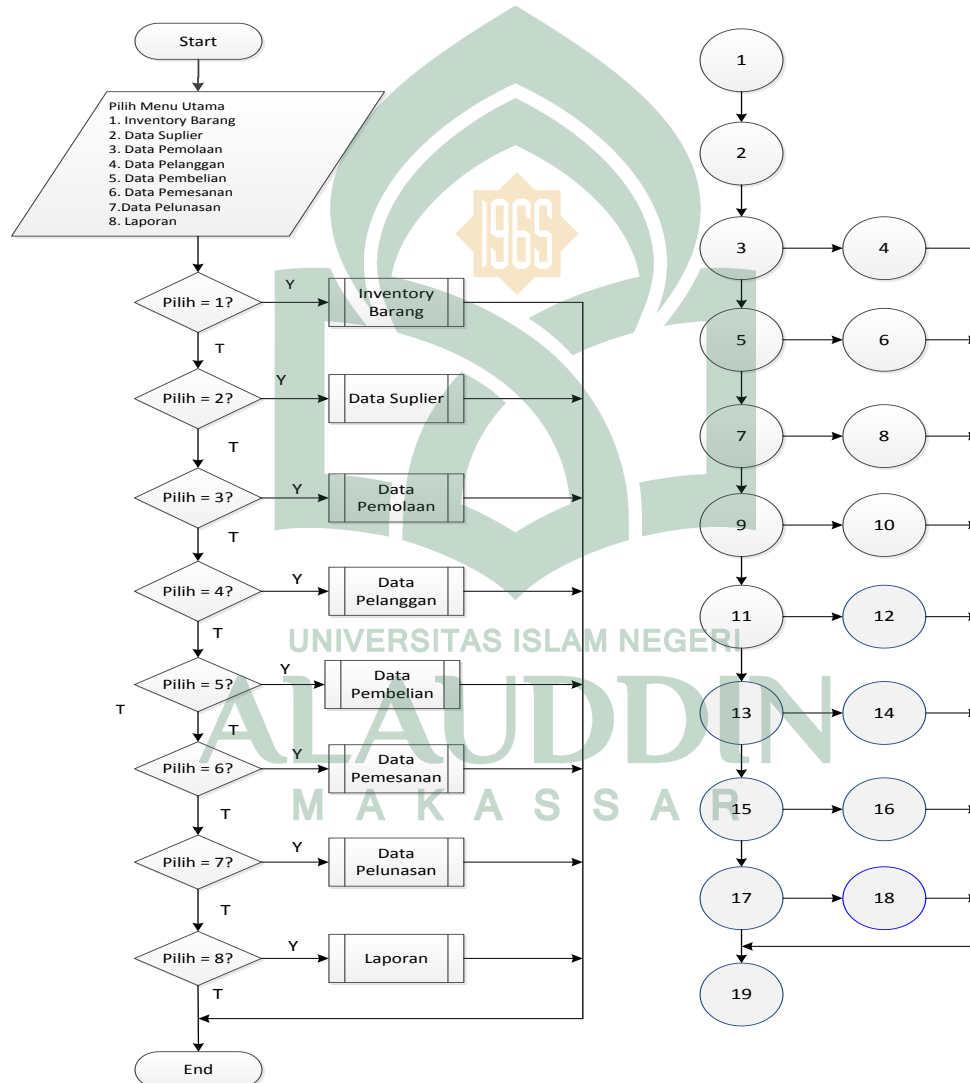 Start
Pilih Menu Utama
1. Inventory Barang
2. Data Suplier
3. Data Pemolaan
4. Data Pelanggan
5. Data Pembelian
6. Data Pemesanan
7.Data Pelunasan
8. Laporan
Pilih = 1?
Y
Inventory
Barang
T
Pilih = 2?
Y
Data Suplier
T
Pilih = 3?
Y
Data
Pemolaan
T
Pilih = 4?
Y
Data
Pelanggan
T
Pilih = 5?
Y
Data
Pembelian
T
T
Pilih = 6?
Y
Data
Pemesanan
T
Pilih = 7?
Y
Data
Pelunasan
T
Pilih = 8?
Y
Laporan
T
End
1
2
3
4
5
6
7
8
9
10
11
12
13
14
15
16
17
18
19
1965
UNIVERSITAS ISLAM NEGERI
ALAUDDIN
MAKASSAR